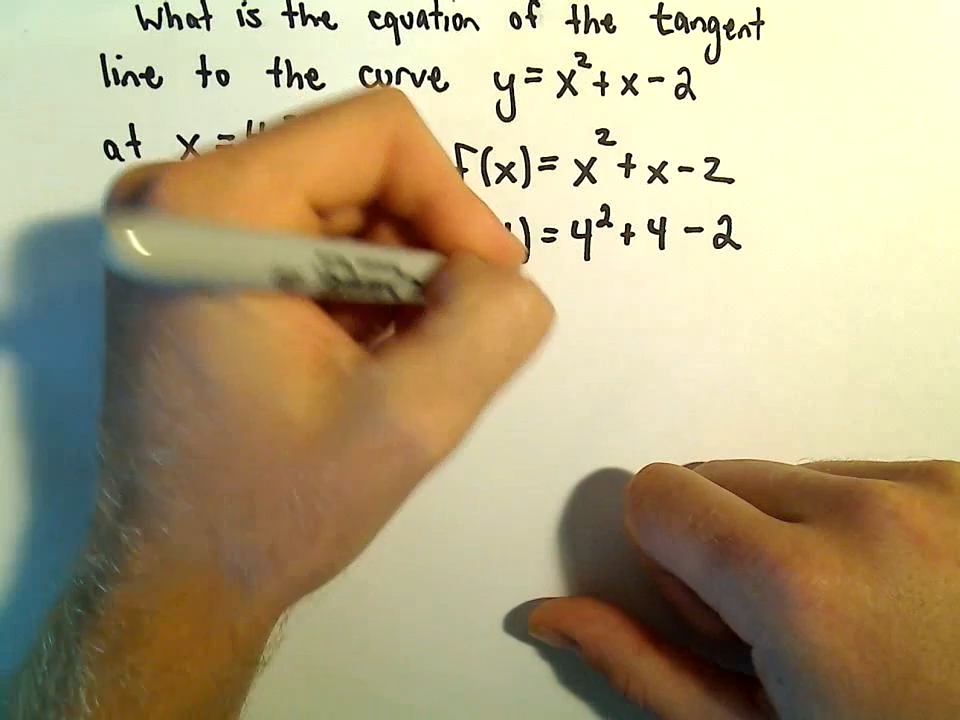 What is the equation of the tangent
line to the curve y = x² + x - 2
at x = 4
f(x) = x² + x - 2
) = 4² + 4 - 2